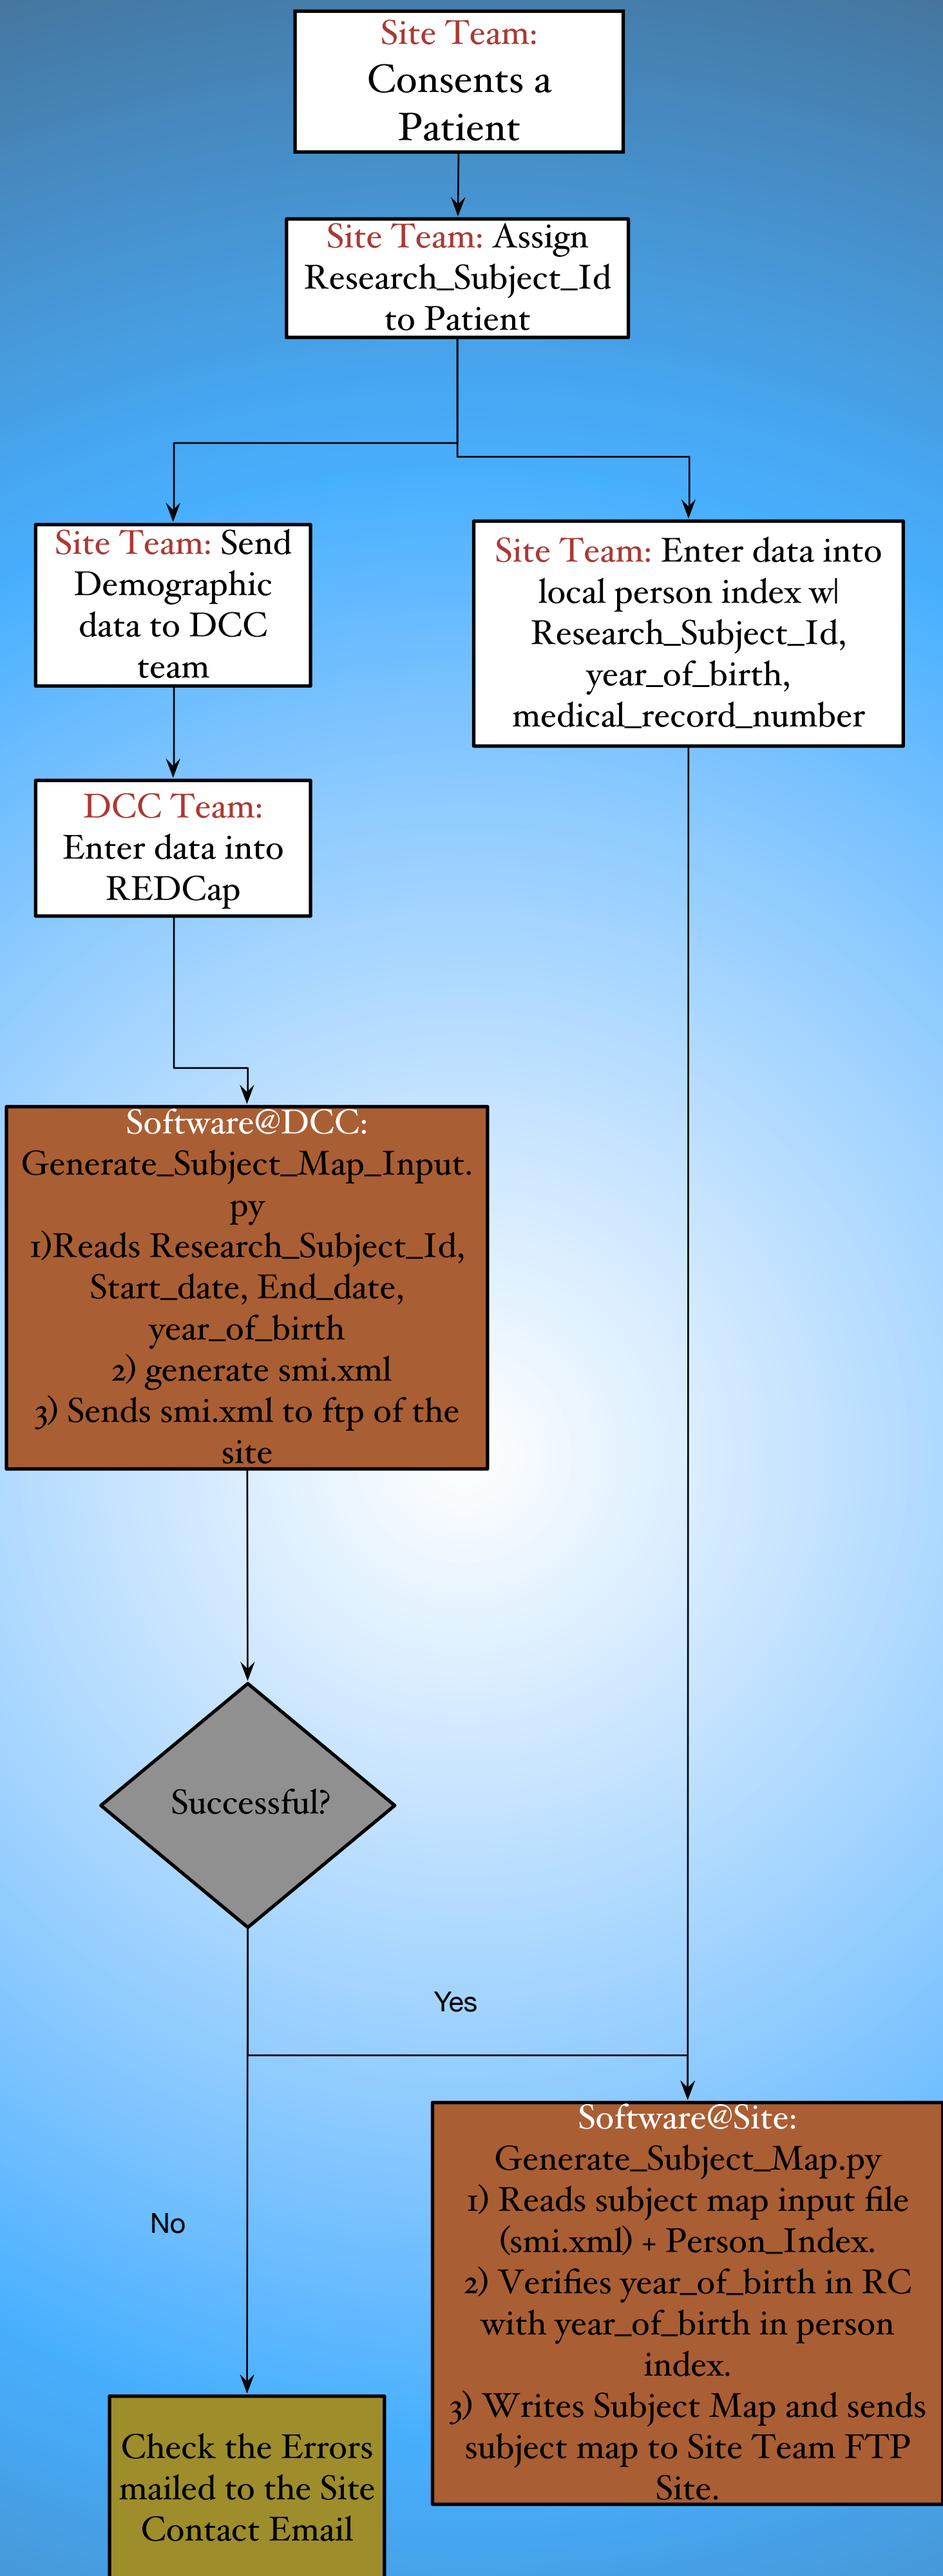 Site Team:
Consents a
Patient
Site Team: Assign
Research_Subject_Id
to Patient
Site Team: Send
Demographic
data to DCC
team
Site Team: Enter data into
local person index w|
Research_Subject_Id,
year_of_birth,
medical_record_number
DCC Team:
Enter data into
REDCap
Software@DCC:
Generate_Subject_Map_Input.
py
1)Reads Research_Subject_Id,
Start_date, End_date,
year_of_birth
2) generate smi.xml
3) Sends smi.xml to ftp of the
site
Successful?
Yes
No
Software@Site:
Generate_Subject_Map.py
1) Reads subject map input file
(smi.xml) + Person_Index.
2) Verifies year_of_birth in RC
with year_of_birth in person
index.
3) Writes Subject Map and sends
subject map to Site Team FTP
Site.
Check the Errors
mailed to the Site
Contact Email